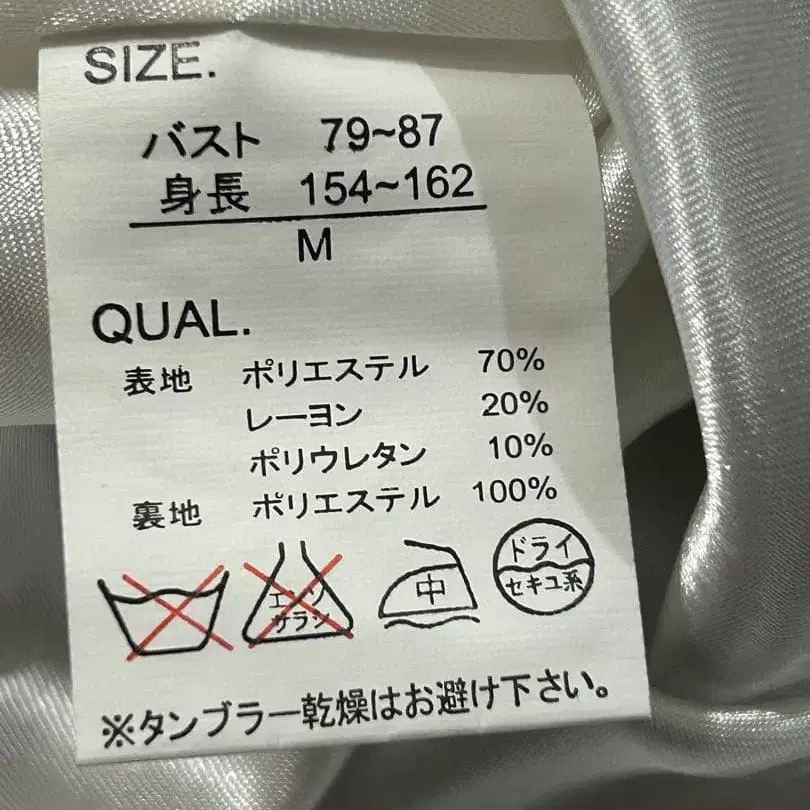 SIZE.
バスト 79~87
身長 154~162
M
QUAL.
表地 ポリエステル 70%
レーヨン 20%
ポリウレタン 10%
裏地 ポリエステル 100%
エンソ
サラシ
中
ドライ
セキユ系
※タンブラー乾燥はお避け下さい。